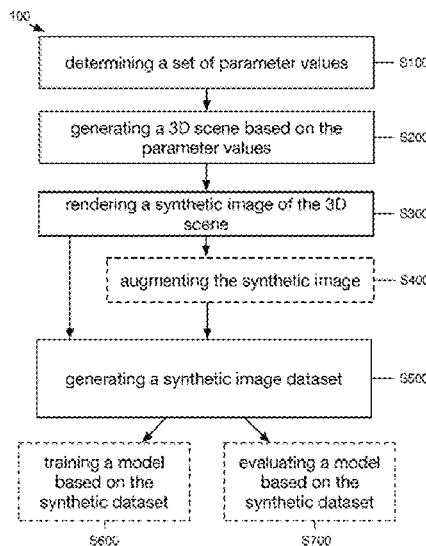 100
determining a set of parameter values
S100
generating a 3D scene based on the
parameter values
S200
rendering a synthetic image of the 3D
scene
S300
augmenting the synthetic image
S400
generating a synthetic image dataset
S500
training a model
based on the
synthetic dataset
evaluating a model
based on the
synthetic dataset
S600
S700